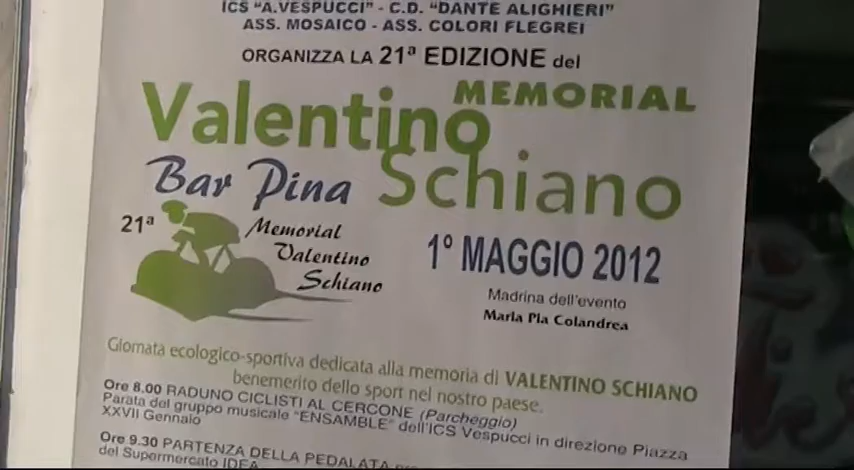 ICS "A.VESPUCCI" - C.D. "DANTE ALIGHIERI"
ASS. MOSAICO - ASS. COLORI FLEGREI
ORGANIZZA LA 21ª EDIZIONE del
MEMORIAL
Valentino
Schiano
Bar Pina
21ª Memorial
Valentino
Schiano
1° MAGGIO 2012
Madrina dell'evento
Maria Pia Colandrea
Giornata ecologico-sportiva dedicata alla memoria di VALENTINO SCHIANO
benemerito dello sport nel nostro paese.
Ore 8.00 RADUNO CICLISTI AL CERCONE (Parcheggio)
Parata del gruppo musicale "ENSAMBLE" dell'ICS Vespucci in direzione Piazza
XXVII Gennaio
Ore 9.30 PARTENZA DELLA PEDALATA
del Supermercato IDEA